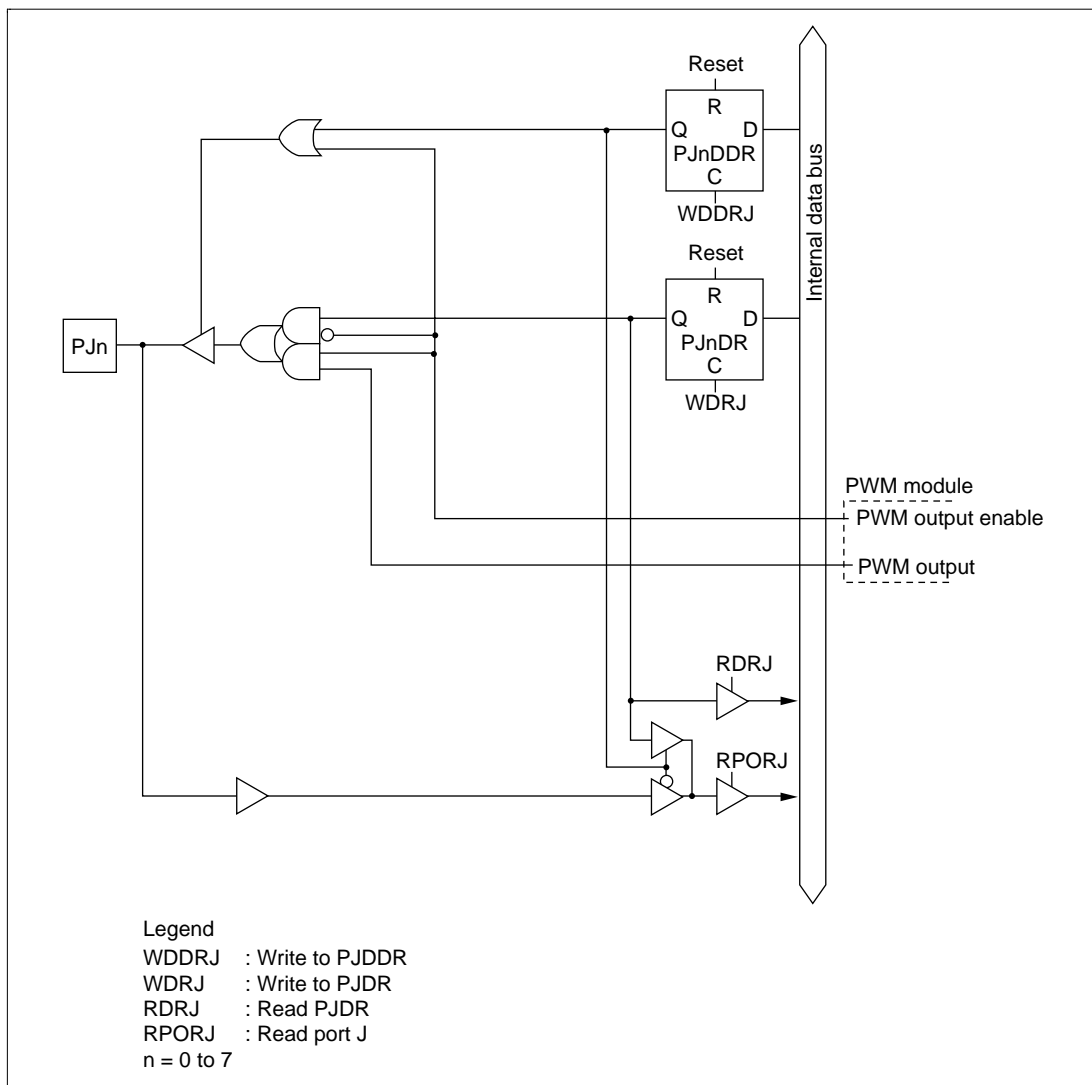 Reset
R
Q D
PJnDDR
C
WDDRJ
Reset
R
Q D
PJnDR
C
WDRJ
Internal data bus
PJn
PWM module
PWM output enable
PWM output
RDRJ
RPORJ
Legend
WDDRJ : Write to PJDDR
WDRJ : Write to PJDR
RDRJ : Read PJDR
RPORJ : Read port J
n = 0 to 7